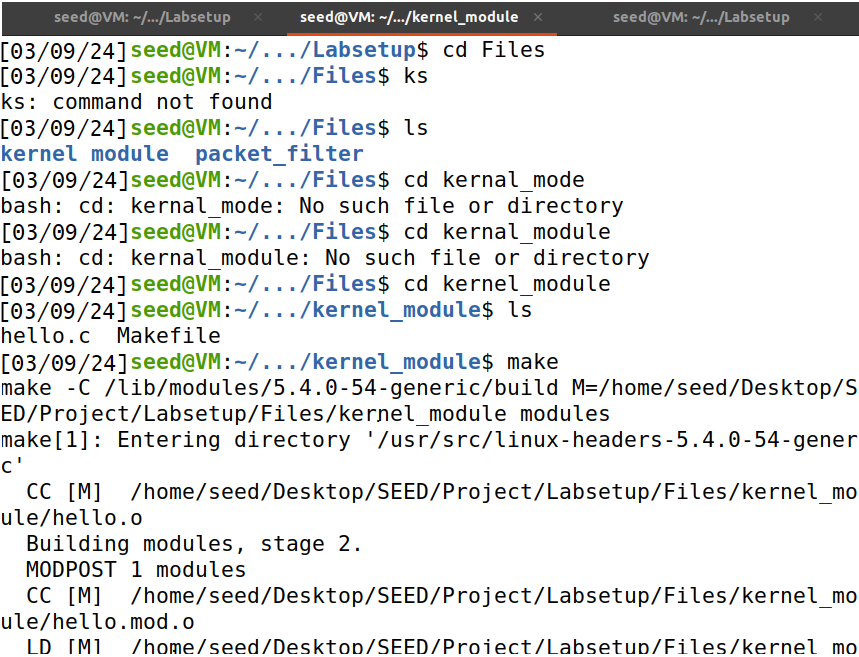 seed@VM: ~/.../Labsetup × seed@VM: ~/.../kernel_module × seed@VM: ~/.../Labsetup ×
[03/09/24]seed@VM:~/.../Labsetup$ cd Files
[03/09/24]seed@VM:~/.../Files$ ks
ks: command not found
[03/09/24]seed@VM:~/.../Files$ ls
kernel module  packet_filter
[03/09/24]seed@VM:~/.../Files$ cd kernal_mode
bash: cd: kernal_mode: No such file or directory
[03/09/24]seed@VM:~/.../Files$ cd kernal_module
bash: cd: kernal_module: No such file or directory
[03/09/24]seed@VM:~/.../Files$ cd kernel_module
[03/09/24]seed@VM:~/.../kernel_module$ ls
hello.c  Makefile
[03/09/24]seed@VM:~/.../kernel_module$ make
make -C /lib/modules/5.4.0-54-generic/build M=/home/seed/Desktop/S
ED/Project/Labsetup/Files/kernel_module modules
make[1]: Entering directory '/usr/src/linux-headers-5.4.0-54-gener
c'
  CC [M]  /home/seed/Desktop/SEED/Project/Labsetup/Files/kernel_mo
ule/hello.o
  Building modules, stage 2.
  MODPOST 1 modules
  CC [M]  /home/seed/Desktop/SEED/Project/Labsetup/Files/kernel_mo
ule/hello.mod.o
  LD [M]  /home/seed/Desktop/SEED/Project/Labsetup/Files/kernel_mo